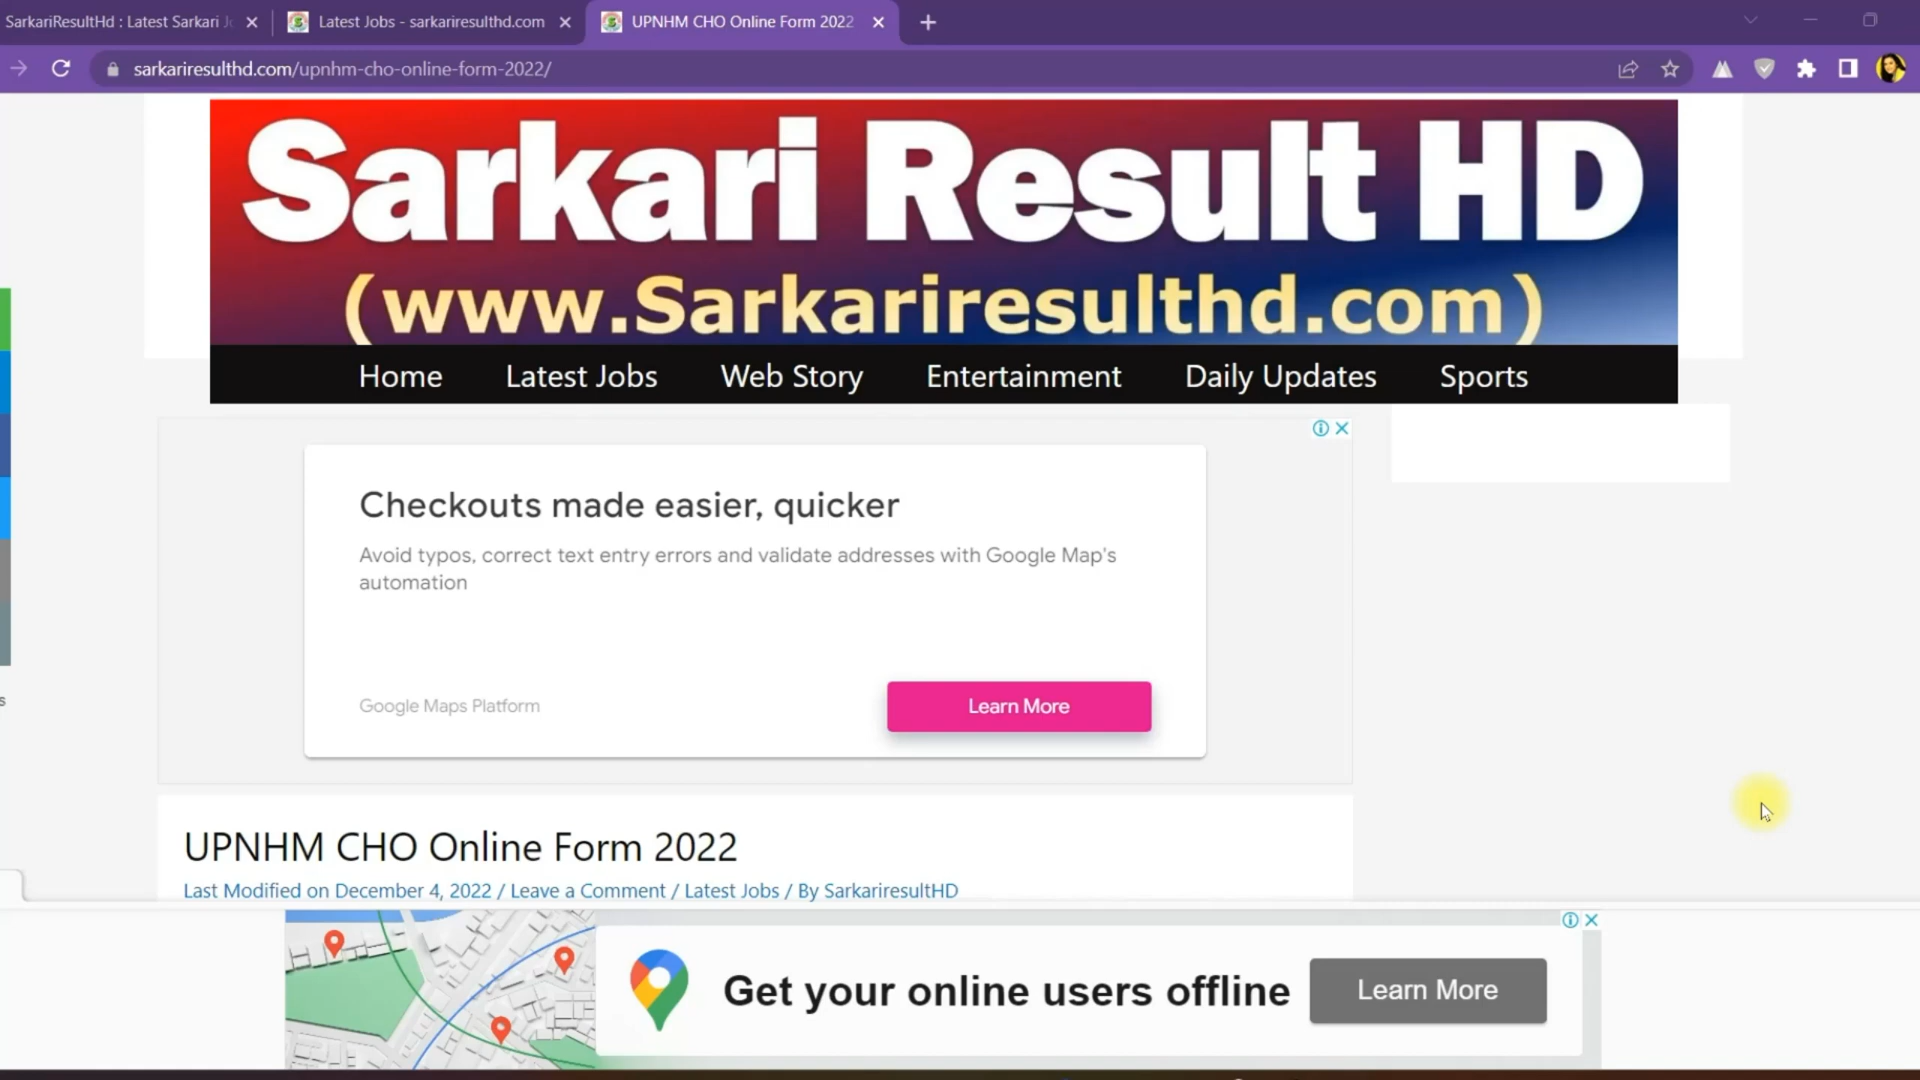 SarkariResultHd : Latest Sarkari Jo
Latest Jobs - sarkariresulthd.com
UPNHM CHO Online Form 2022
sarkariresulthd.com/upnhm-cho-online-form-2022/
Sarkari Result HD
(www.Sarkariresulthd.com)
Home
Latest Jobs
Web Story
Entertainment
Daily Updates
Sports
Checkouts made easier, quicker
Avoid typos, correct text entry errors and validate addresses with Google Map's
automation
Google Maps Platform
Learn More
s
UPNHM CHO Online Form 2022
Last Modified on December 4, 2022 / Leave a Comment / Latest Jobs / By SarkariresultHD
Get your online users offline
Learn More